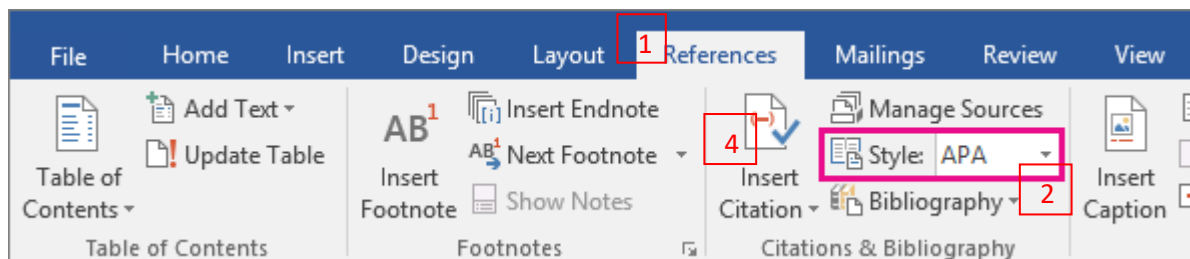 File Home Insert Design Layout 1 References Mailings Review View
Add Text Insert Endnote Manage Sources
AB1 4 Style: APA
Update Table AB1 Next Footnote
Table of Insert Insert Insert
Contents Footnote Show Notes Citation Bibliography 2 Caption
Table of Contents Footnotes Citations & Bibliography